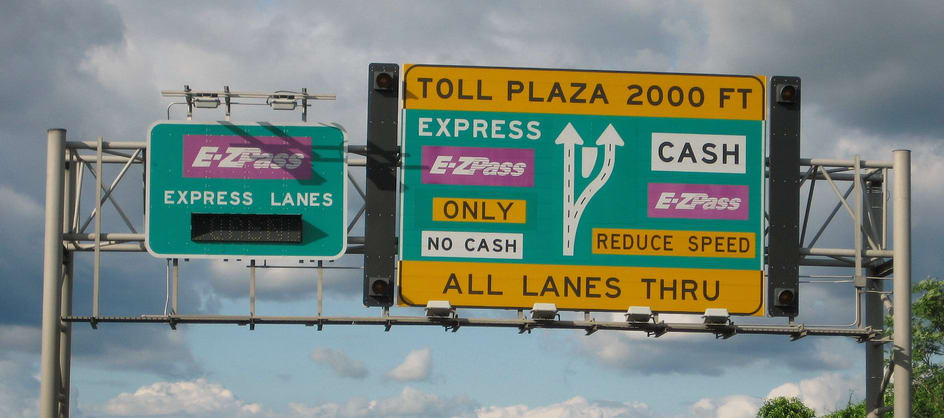 E-ZPass
EXPRESS LANES
TOLL PLAZA 2000 FT
EXPRESS
E-ZPass
ONLY
NO CASH
CASH
E-ZPass
REDUCE SPEED
ALL LANES THRU